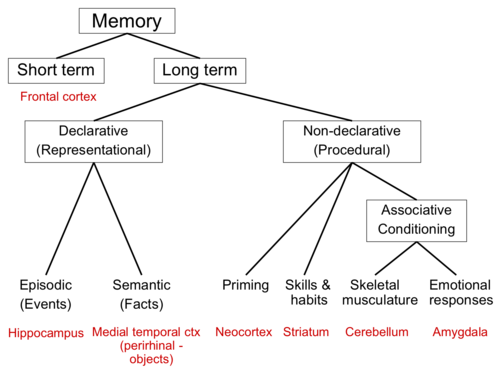 Memory
Short term
Long term
Frontal cortex
Declarative
(Representational)
Non-declarative
(Procedural)
Associative
Conditioning
Episodic
(Events)
Semantic
(Facts)
Priming
Skills &
habits
Skeletal
musculature
Emotional
responses
Hippocampus
Medial temporal ctx
(perirhinal -
objects)
Neocortex
Striatum
Cerebellum
Amygdala